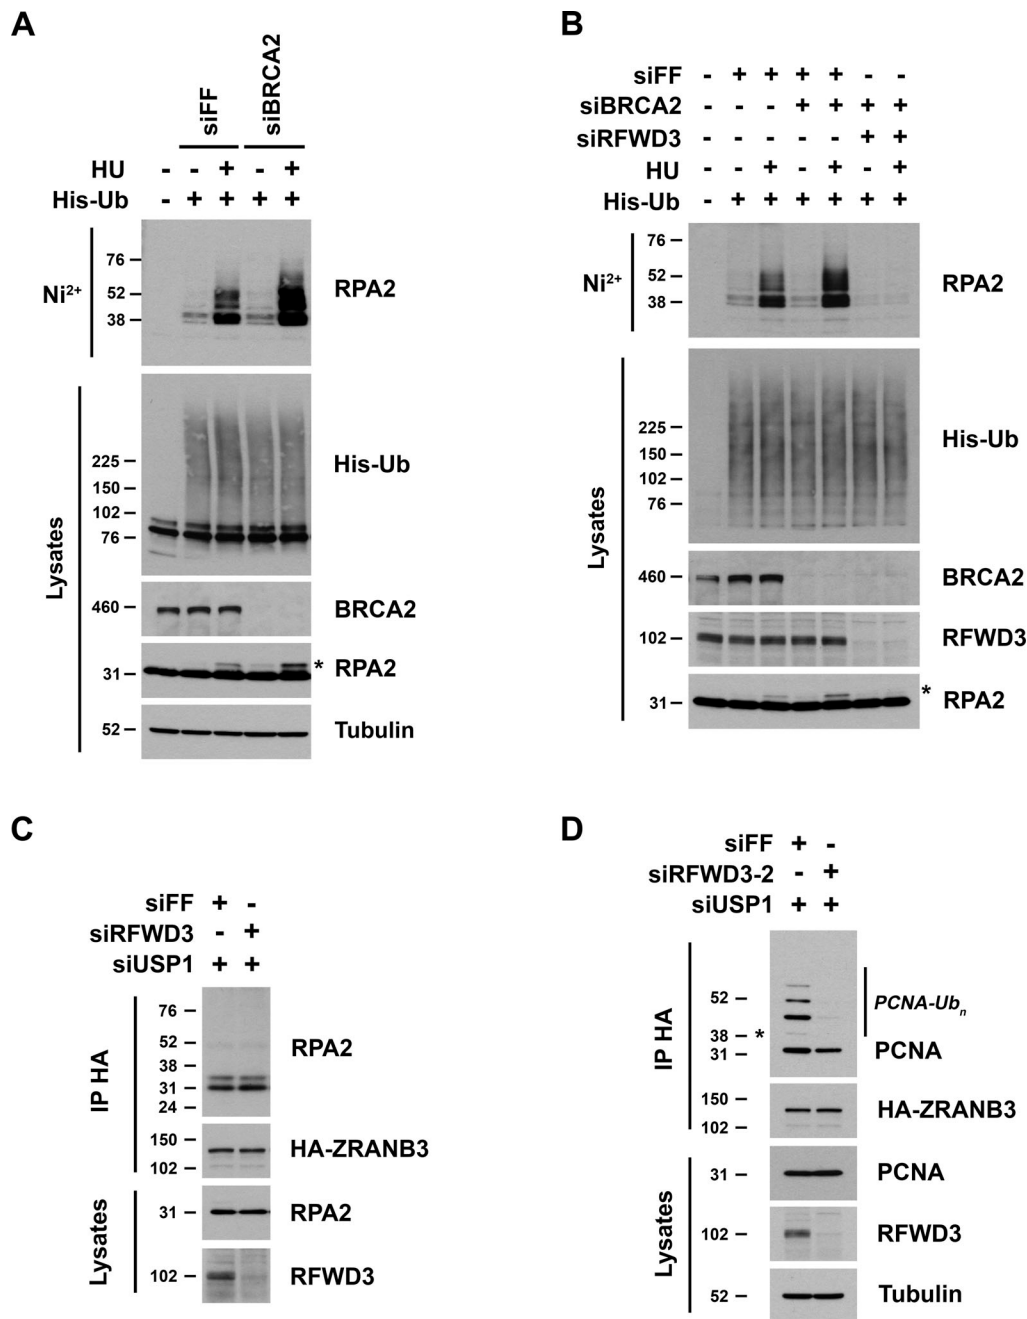 A
siFF
siBRCA2
HU - - + - +
His-Ub - + + + +
Ni2+
76
52
38
RPA2
Lysates
225
150
102
76
His-Ub
460
BRCA2
31
* RPA2
52
Tubulin
B
siFF - + + + + - -
siBRCA2 - - - + + + +
siRFWD3 - - - - - + +
HU - - + - + - +
His-Ub - + + + + + +
Ni2+
76
52
38
RPA2
Lysates
225
150
102
76
His-Ub
460
BRCA2
102
RFWD3
31
* RPA2
C
siFF + -
siRFWD3 - +
siUSP1 + +
IP HA
76
52
38
31
24
RPA2
150
102
HA-ZRANB3
Lysates
31
RPA2
102
RFWD3
D
siFF + -
siRFWD3-2 - +
siUSP1 + +
IP HA
52
38 *
31
PCNA-Ubn
PCNA
150
102
HA-ZRANB3
Lysates
31
PCNA
102
RFWD3
52
Tubulin